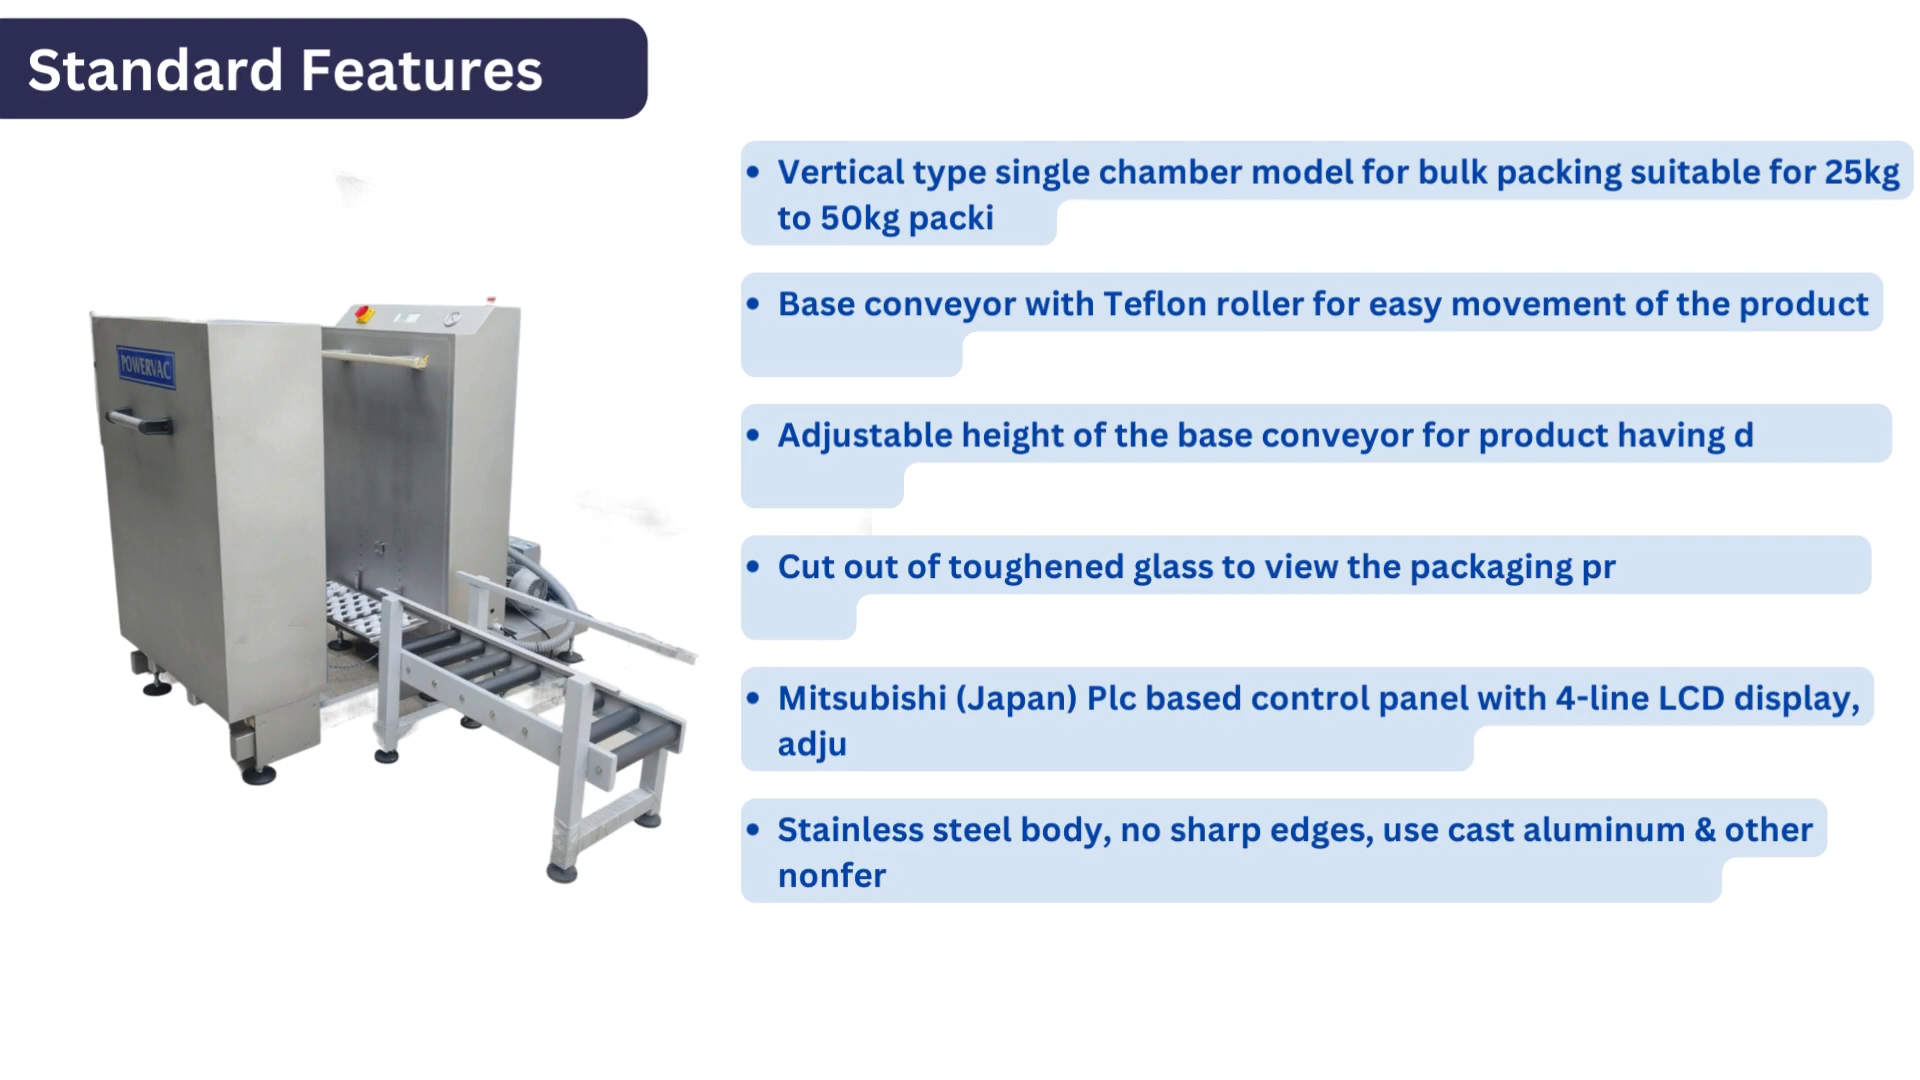 Standard Features
• Vertical type single chamber model for bulk packing suitable for 25kg
to 50kg packi
• Base conveyor with Teflon roller for easy movement of the product
• Adjustable height of the base conveyor for product having d
• Cut out of toughened glass to view the packaging pr
• Mitsubishi (Japan) Plc based control panel with 4-line LCD display,
adju
• Stainless steel body, no sharp edges, use cast aluminum & other
nonfer
POWERVAC